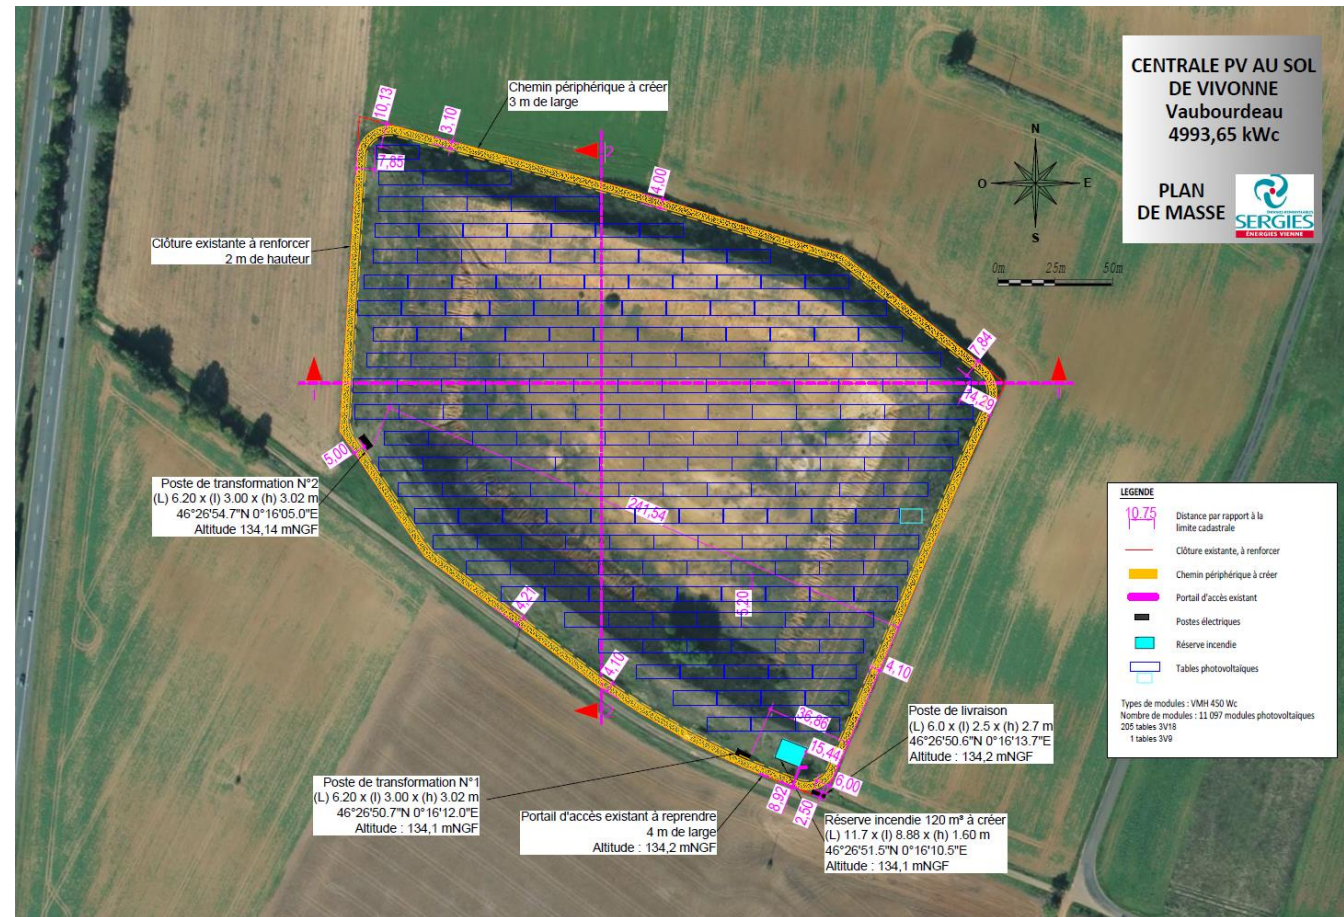 CENTRALE PV AU SOL
DE VIVONNE
Vaubourdeau
4993,65 kWc
PLAN
DE MASSE
SERGIES
ÉNERGIES VIENNE
N
O
E
S
0m
25m
50m
Chemin périphérique à créer
3 m de large
10,13
3,10
7,85
4,00
Clôture existante à renforcer
2 m de hauteur
7,84
14,29
5,00
Poste de transformation N°2
(L) 6.20 x (l) 3.00 x (h) 3.02 m
46°26'54.7"N 0°16'05.0"E
Altitude 134,14 mNGF
241,54
5,20
4,21
4,10
4,10
36,86
15,44
6,00
8,92
2,50
Poste de livraison
(L) 6.0 x (l) 2.5 x (h) 2.7 m
46°26'50.6"N 0°16'13.7"E
Altitude : 134,2 mNGF
Poste de transformation N°1
(L) 6.20 x (l) 3.00 x (h) 3.02 m
46°26'50.7"N 0°16'12.0"E
Altitude : 134,1 mNGF
Portail d'accès existant à reprendre
4 m de large
Altitude : 134,2 mNGF
Réserve incendie 120 m³ à créer
(L) 11.7 x (l) 8.88 x (h) 1.60 m
46°26'51.5"N 0°16'10.5"E
Altitude : 134,1 mNGF
LEGENDE
10,75
Distance par rapport à la
limite cadastrale
Clôture existante, à renforcer
Chemin périphérique à créer
Portail d'accès existant
Postes électriques
Réserve incendie
Tables photovoltaïques
Types de modules : VMH 450 Wc
Nombre de modules : 11 097 modules photovoltaïques
205 tables 3V18
1 tables 3V9